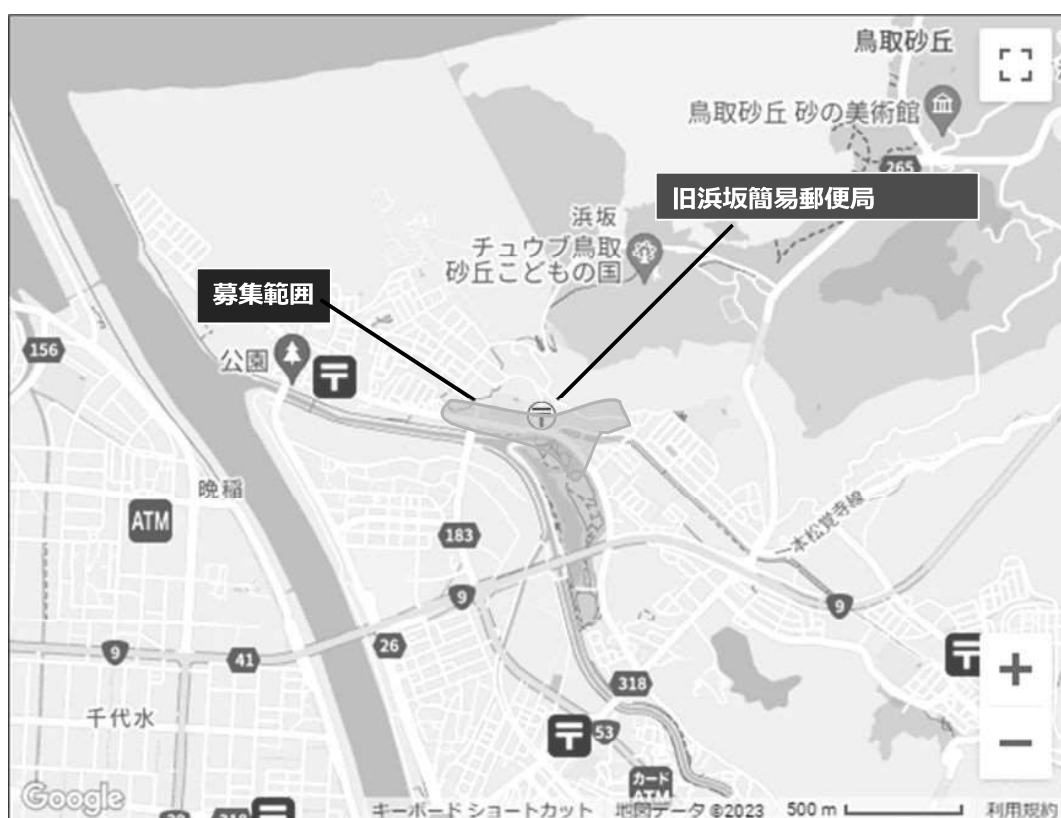 鳥取砂丘
鳥取砂丘 砂の美術館
265
旧浜坂簡易郵便局
浜坂
チュウブ鳥取
砂丘こどもの国
募集範囲
156
公園
晩稲
ATM
183
一本松覚寺線
9
9
9
26
41
318
千代水
53
カード
ATM
Google
キーボード ショートカット
地図データ ©2023
500 m
利用規約